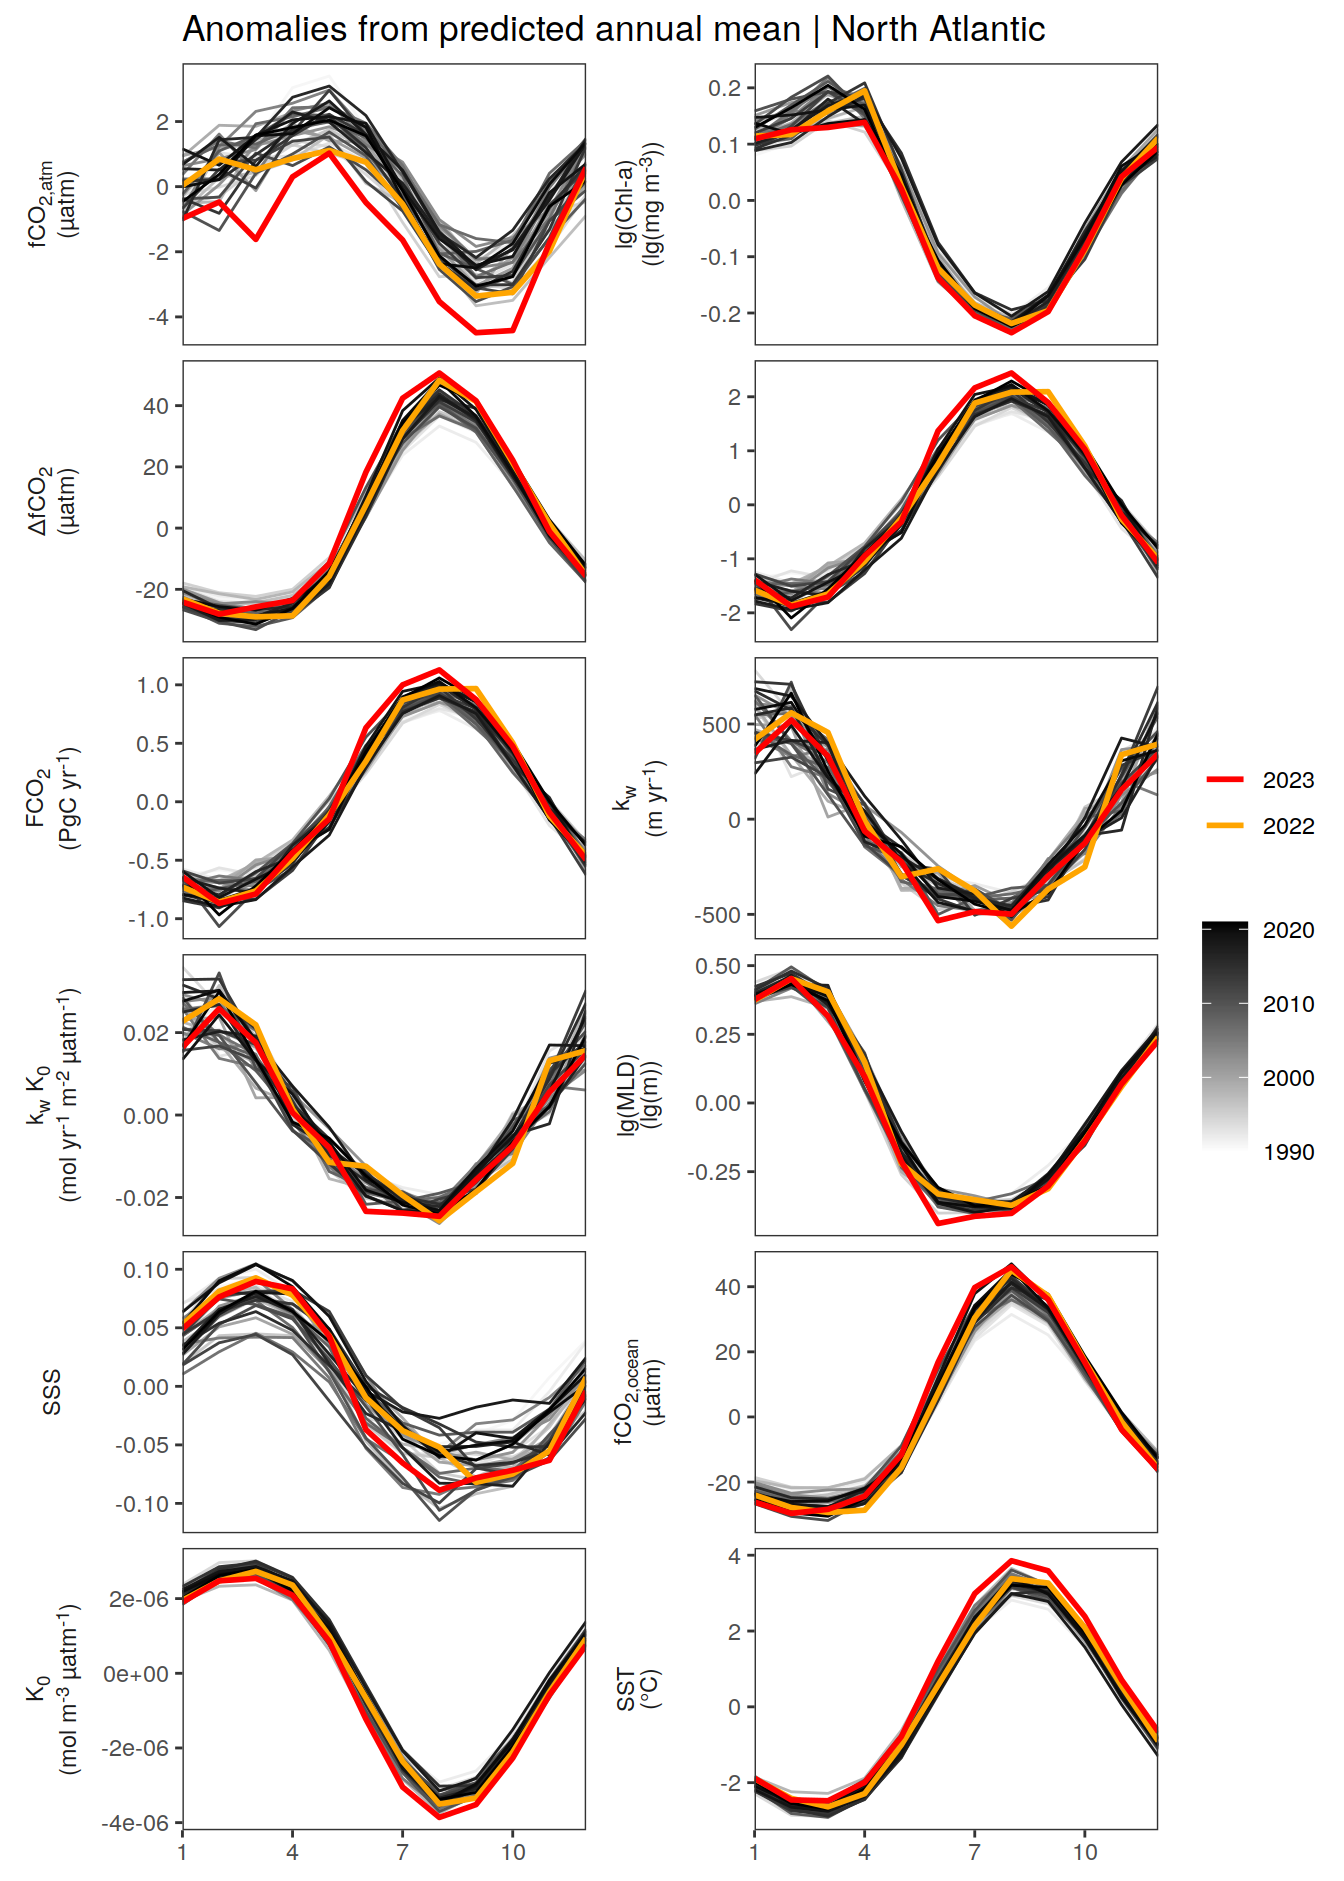 Anomalies from predicted annual mean | North Atlantic
fCO2,atm
(µatm)
2
0
-2
-4
lg(Chl-a)
(lg(mg m-3))
0.2
0.1
0.0
-0.1
-0.2
ΔfCO2
(µatm)
40
20
0
-20
2
1
0
-1
-2
FCO2
(PgC yr-1)
1.0
0.5
0.0
-0.5
-1.0
kw
(m yr-1)
500
0
-500
kw K0
(mol yr-1 m-2 µatm-1)
0.02
0.00
-0.02
lg(MLD)
(lg(m))
0.50
0.25
0.00
-0.25
SSS
0.10
0.05
0.00
-0.05
-0.10
fCO2,ocean
(µatm)
40
20
0
-20
K0
(mol m-3 µatm-1)
2e-06
0e+00
-2e-06
-4e-06
1 4 7 10
SST
(°C)
4
2
0
-2
1 4 7 10
2023
2022
2020
2010
2000
1990